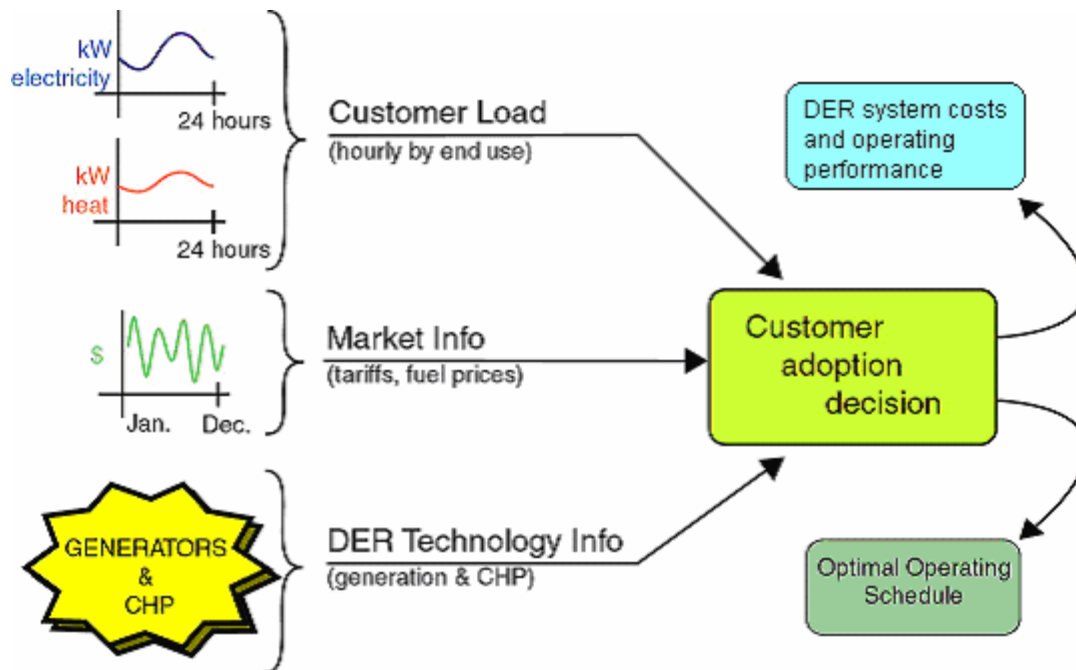 kW
electricity
24 hours
kW
heat
24 hours
Customer Load
(hourly by end use)
$
Jan. Dec.
Market Info
(tariffs, fuel prices)
GENERATORS
&
CHP
DER Technology Info
(generation & CHP)
Customer
adoption
decision
DER system costs
and operating
performance
Optimal Operating
Schedule